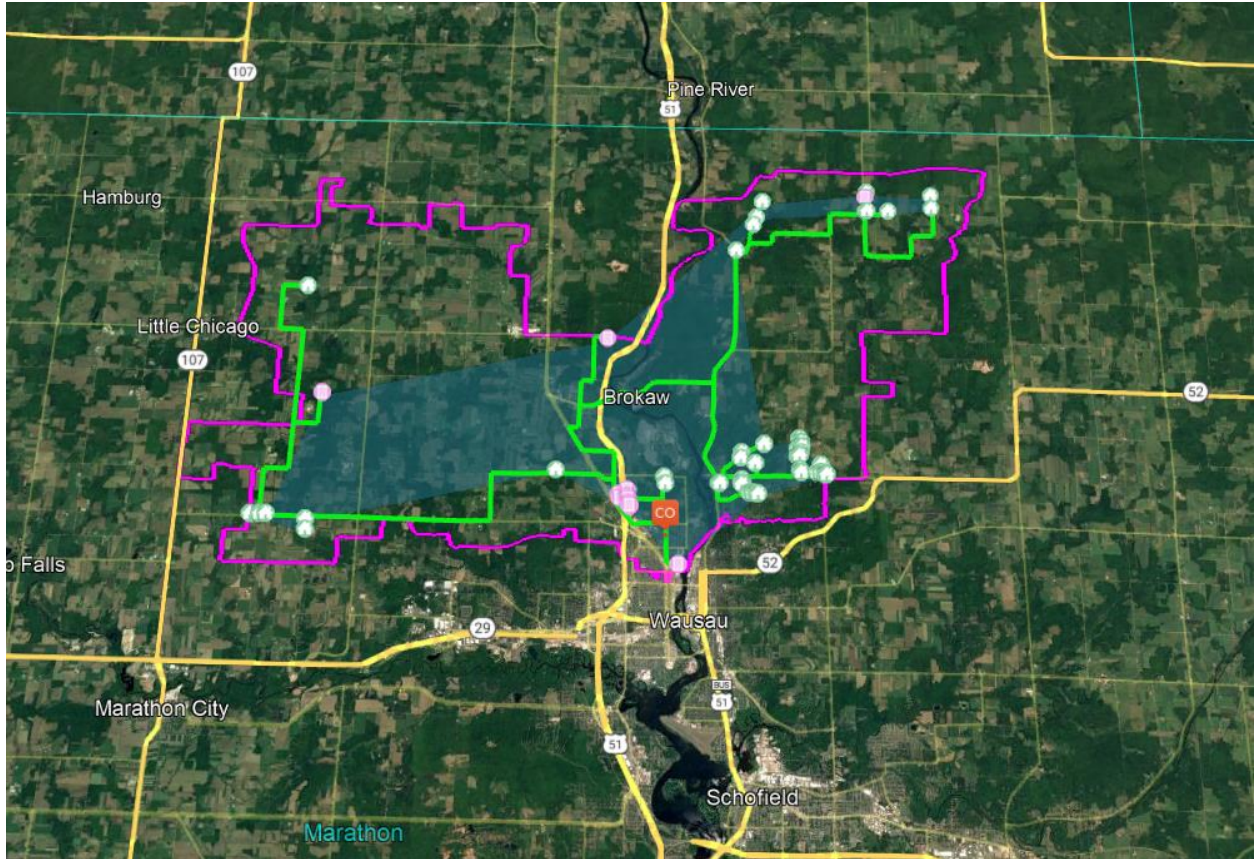 107
Pine River
51
Hamburg
Little Chicago
107
Brokaw
52
CO
o Falls
52
Wausau
29
Marathon City
BUS
51
51
Schofield
Marathon